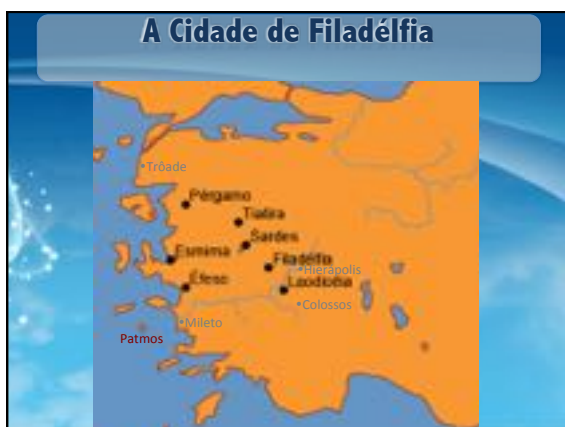 A Cidade de Filadélfia
•Trôade
Pérgamo
Tiatira
Sardes
Esmirna
Filadélfia
•Hierápolis
Éfeso
Laodicéia
•Colossos
•Mileto
Patmos